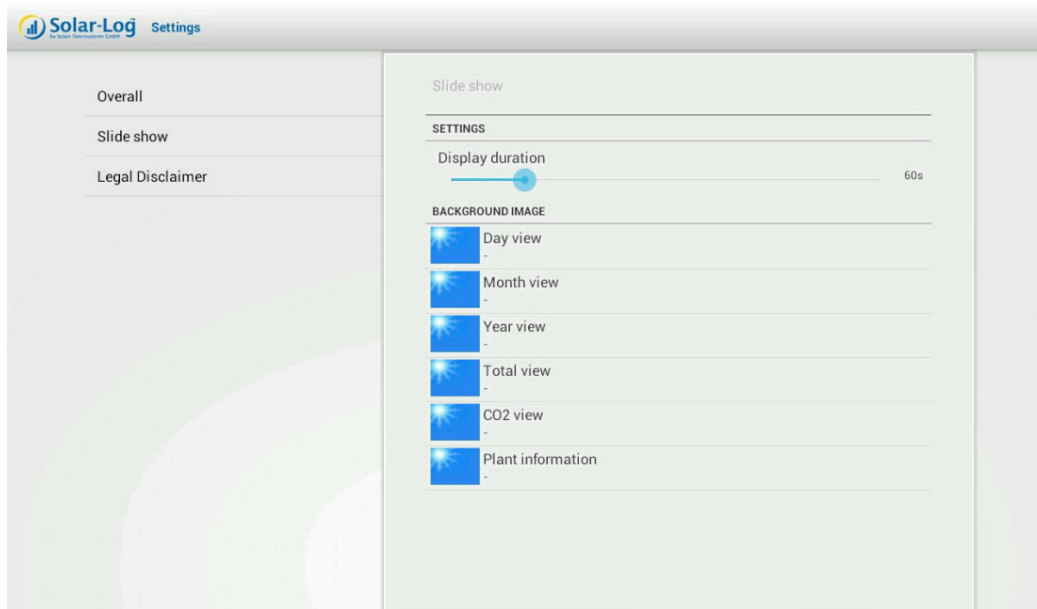 Solar-Log Settings
by Solare Datensysteme GmbH
Overall
Slide show
Legal Disclaimer
Slide show
SETTINGS
Display duration
60s
BACKGROUND IMAGE
Day view
-
Month view
-
Year view
-
Total view
-
CO2 view
-
Plant information
-